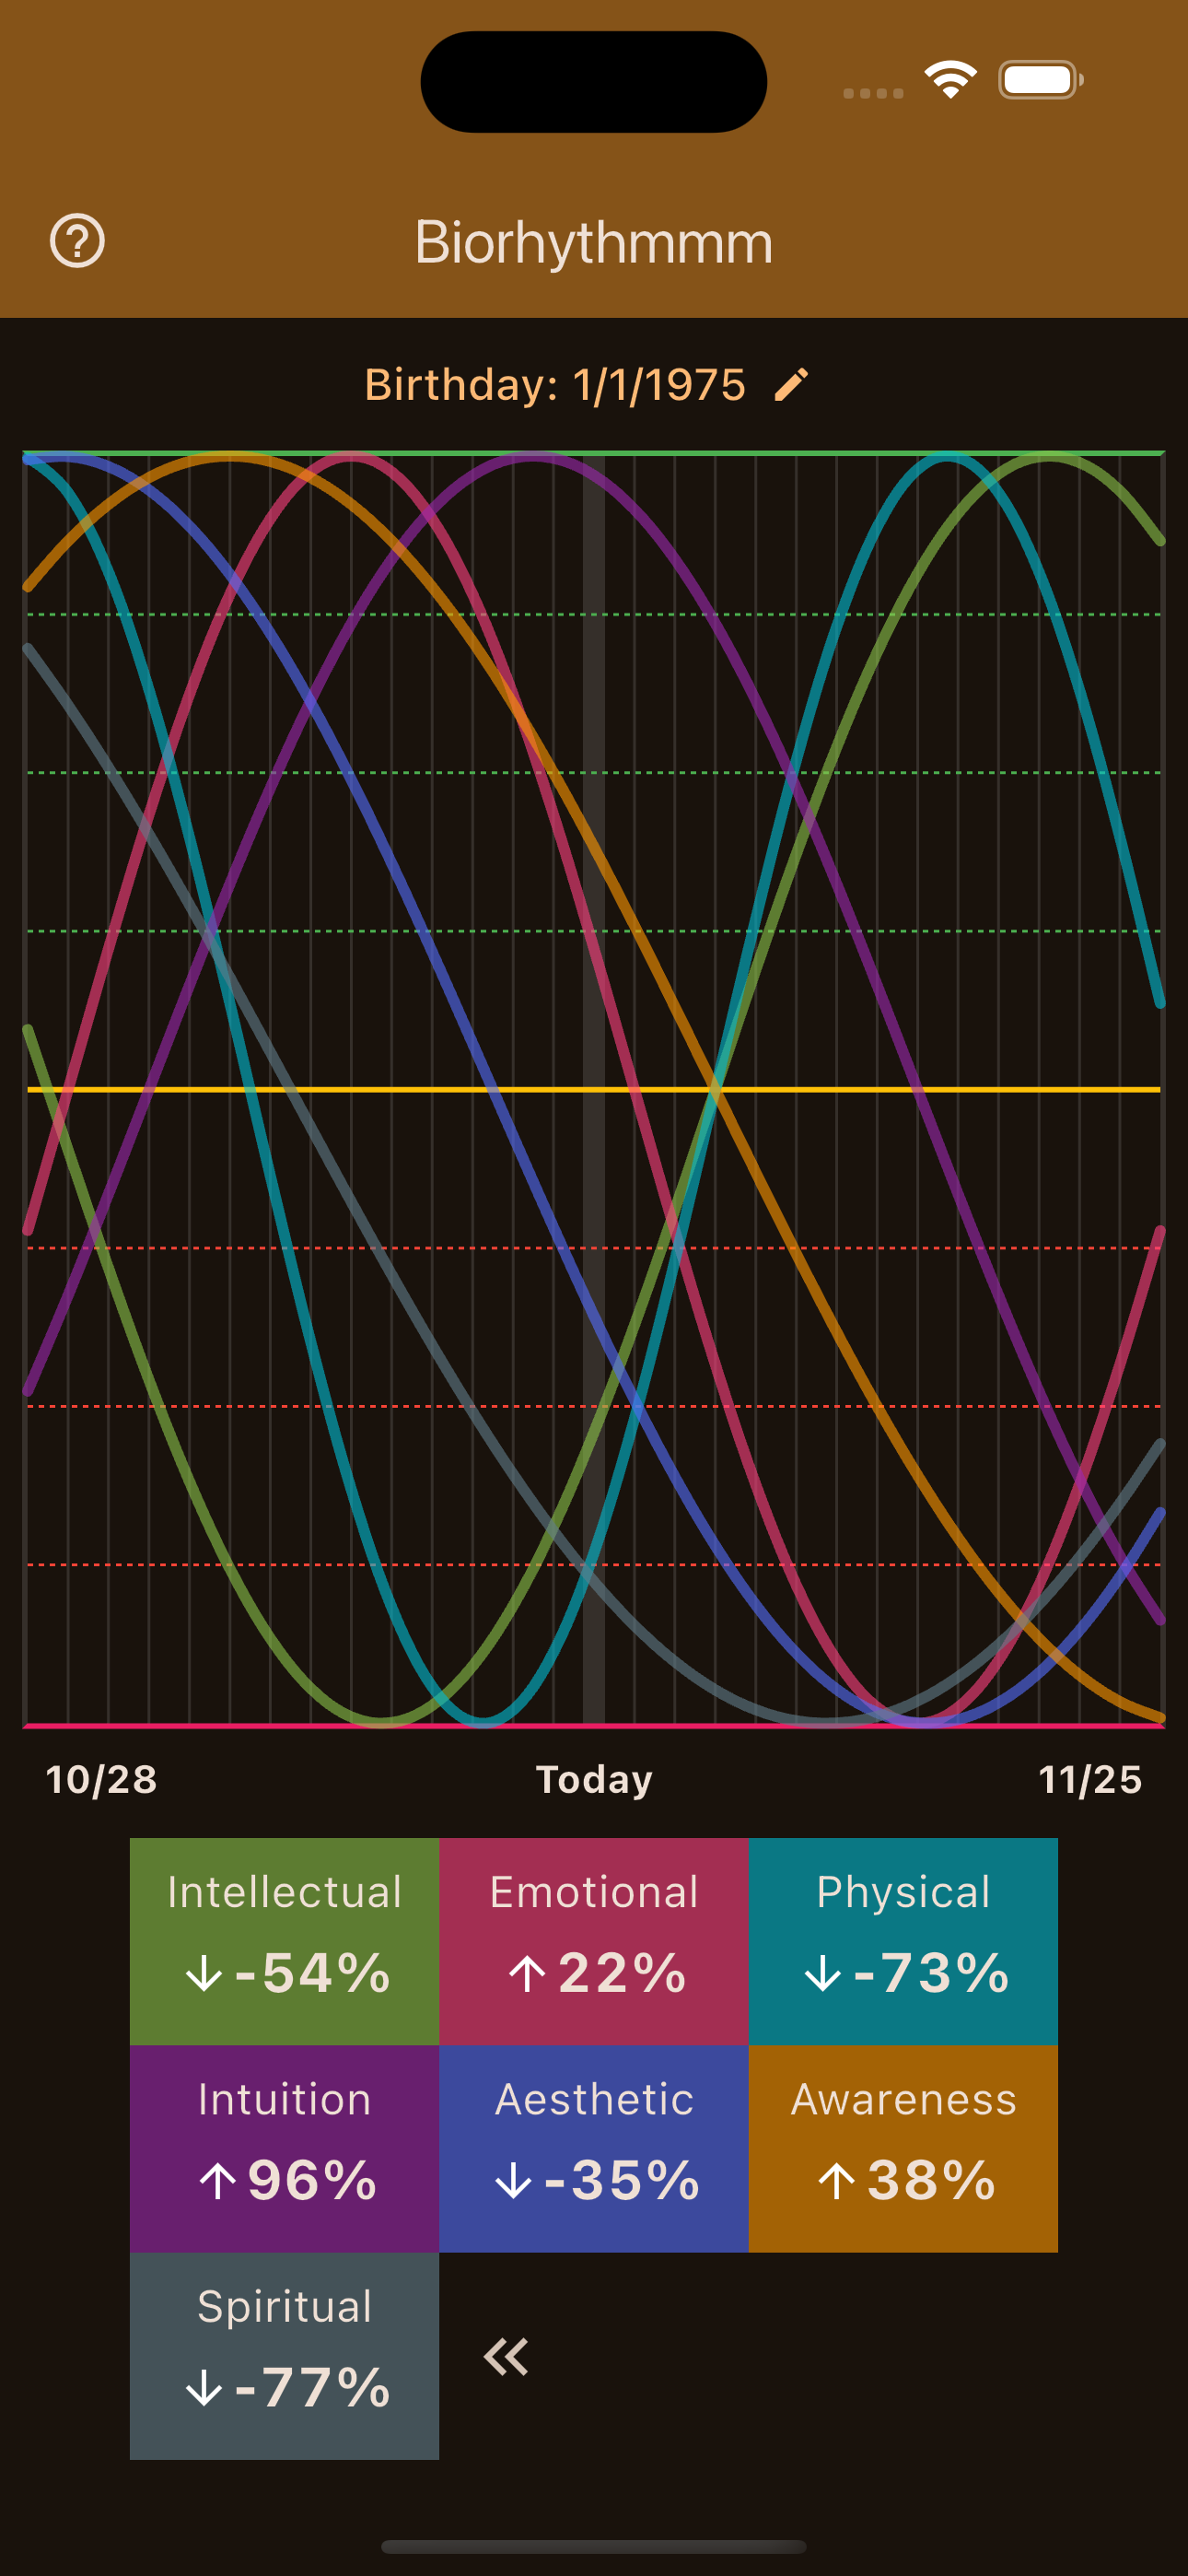 Biorhythmmm
Birthday: 1/1/1975
10/28 Today 11/25
Intellectual Emotional Physical
↓-54% ↑22% ↓-73%
Intuition Aesthetic Awareness
↑96% ↓-35% ↑38%
Spiritual
↓-77%